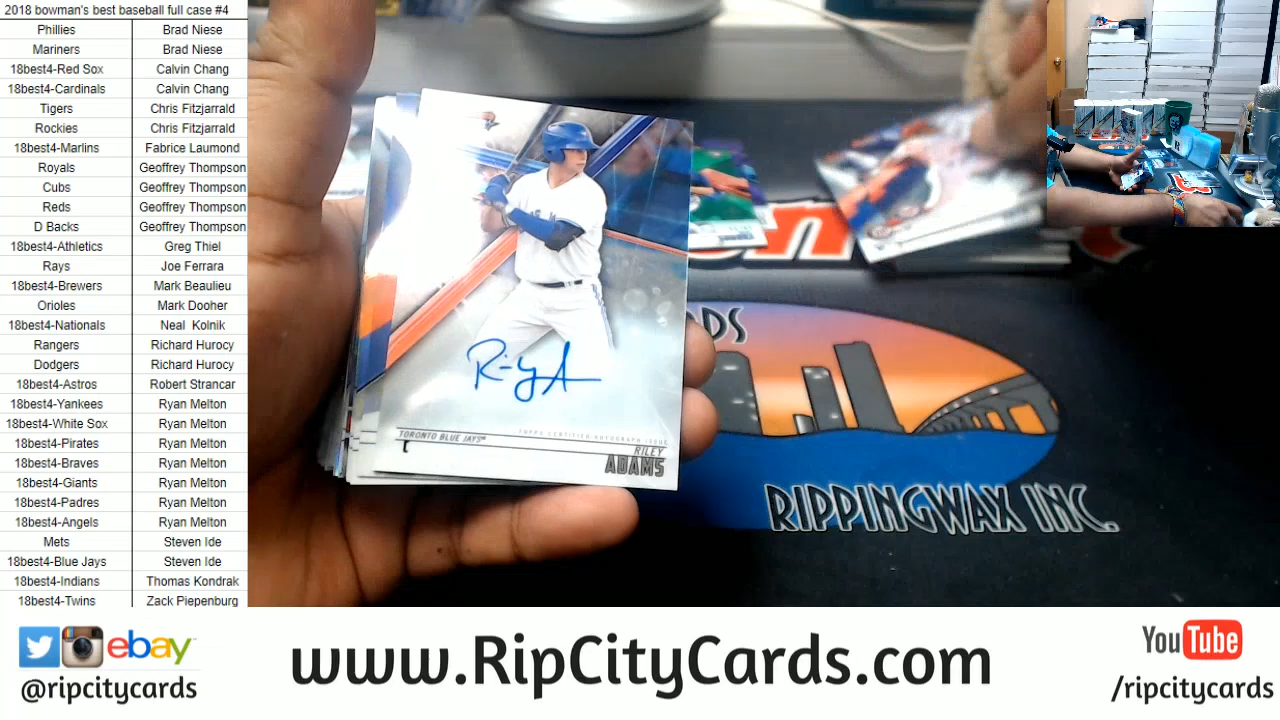 2018 bowman's best baseball full case #4
Phillies Brad Niese
Mariners Brad Niese
18best4-Red Sox Calvin Chang
18best4-Cardinals Calvin Chang
Tigers Chris Fitzjarrald
Rockies Chris Fitzjarrald
18best4-Marlins Fabrice Laumond
Royals Geoffrey Thompson
Cubs Geoffrey Thompson
Reds Geoffrey Thompson
D Backs Geoffrey Thompson
18best4-Athletics Greg Thiel
Rays Joe Ferrara
18best4-Brewers Mark Beaulieu
Orioles Mark Dooher
18best4-Nationals Neal Kolnik
Rangers Richard Hurocy
Dodgers Richard Hurocy
18best4-Astros Robert Strancar
18best4-Yankees Ryan Melton
18best4-White Sox Ryan Melton
18best4-Pirates Ryan Melton
18best4-Braves Ryan Melton
18best4-Giants Ryan Melton
18best4-Padres Ryan Melton
18best4-Angels Ryan Melton
Mets Steven Ide
18best4-Blue Jays Steven Ide
18best4-Indians Thomas Kondrak
18best4-Twins Zack Piepenburg
TOPPS CERTIFIED AUTOGRAPH ISSUE
TORONTO BLUE JAYS™
RILEY
C
ADAMS
RIPPINGWAX INC.
ebay™
@ripcitycards
www.RipCityCards.com
YouTube
/ripcitycards